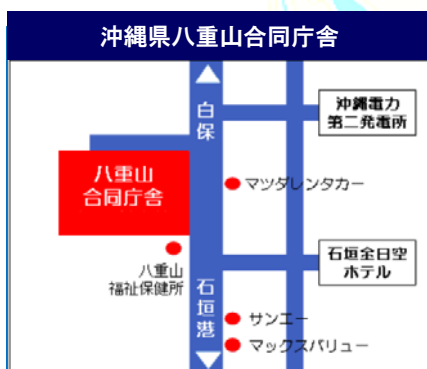 沖縄県八重山合同庁舎
白保
沖縄電力
第二発電所
八重山
合同庁舎
マツダレンタカー
八重山
福祉保健所
石垣全日空
ホテル
石垣港
サンエー
マックスバリュー